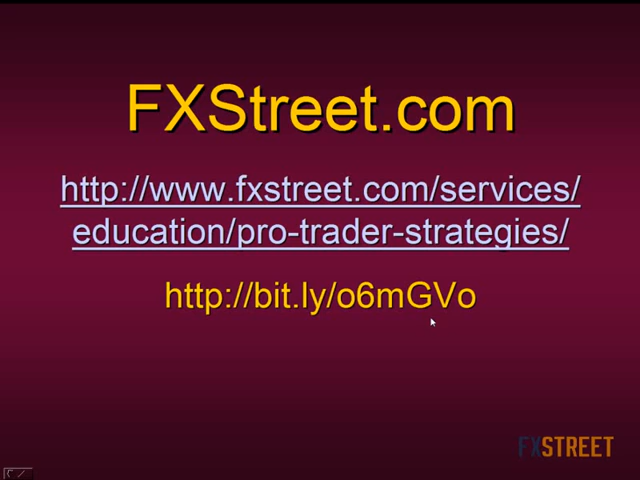 FXStreet.com
http://www.fxstreet.com/services/
education/pro-trader-strategies/
http://bit.ly/o6mGVo
FXSTREET